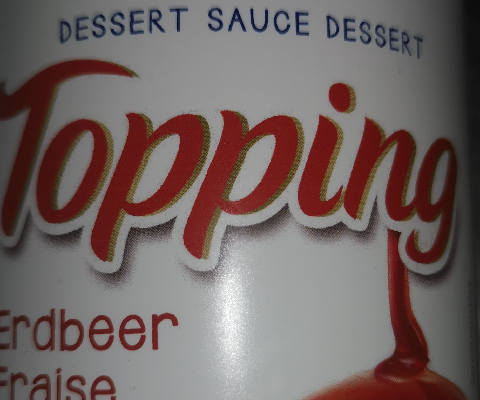 DESSERT SAUCE DESSERT
Topping
Erdbeer
Fraise